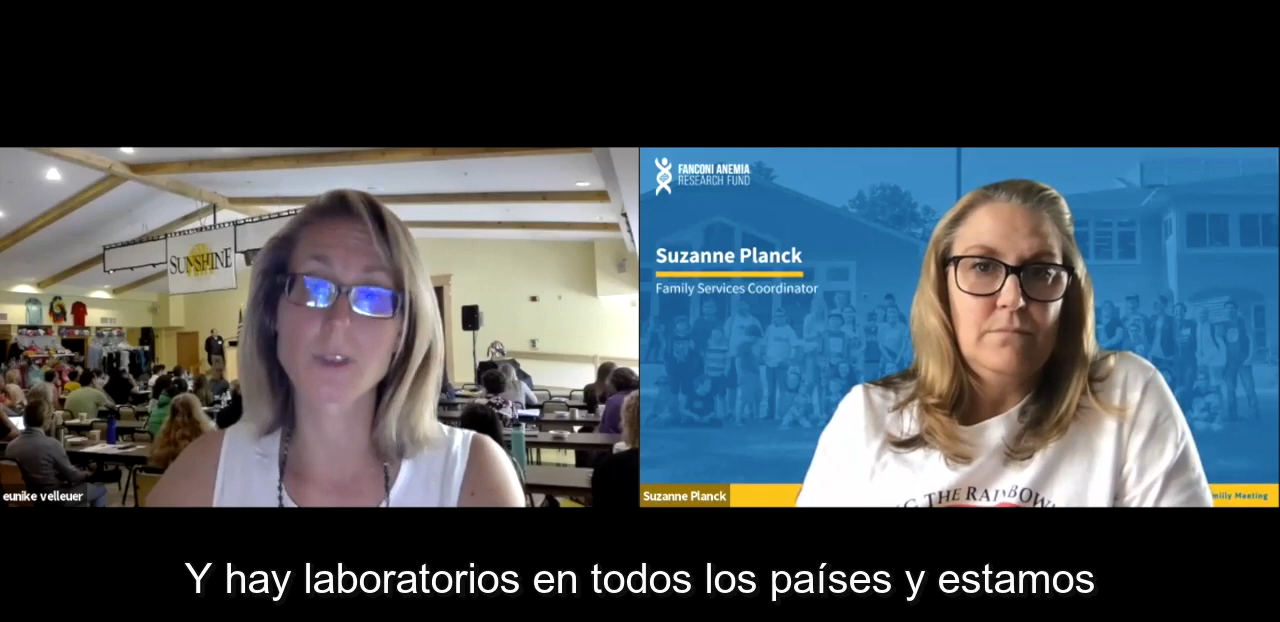 SUNSHINE
eunike velleuer
FANCONI ANEMIA
RESEARCH FUND
Suzanne Planck
Family Services Coordinator
THE RAINBOW
Suzanne Planck
Meeting
Y hay laboratorios en todos los países y estamos